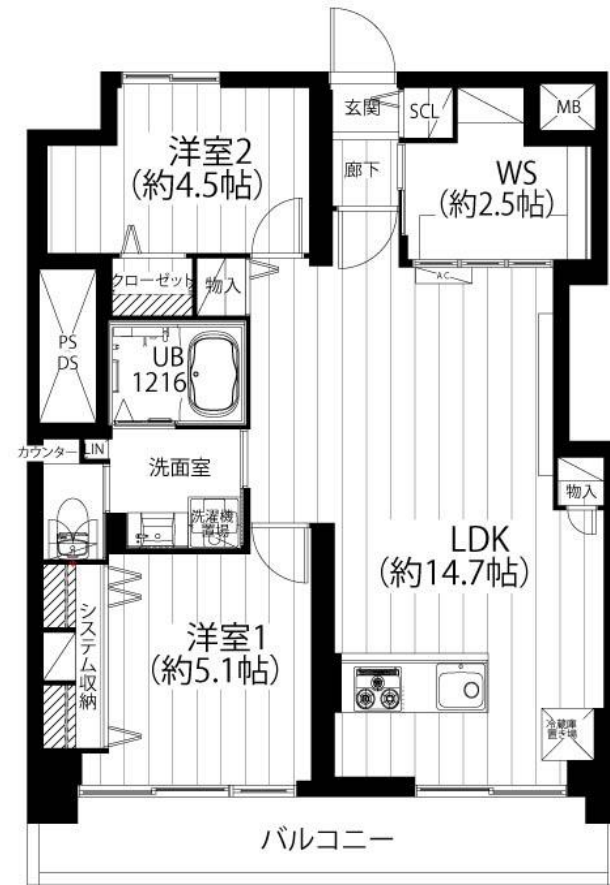 玄関
SCL
MB
洋室2
(約4.5帖)
廊下
WS
(約2.5帖)
クローゼット
物入
A.C
PS
DS
UB
1216
カウンター
LIN
洗面室
物入
洗濯機
置場
LDK
(約14.7帖)
システム収納
洋室1
(約5.1帖)
冷蔵庫
置き場
バルコニー